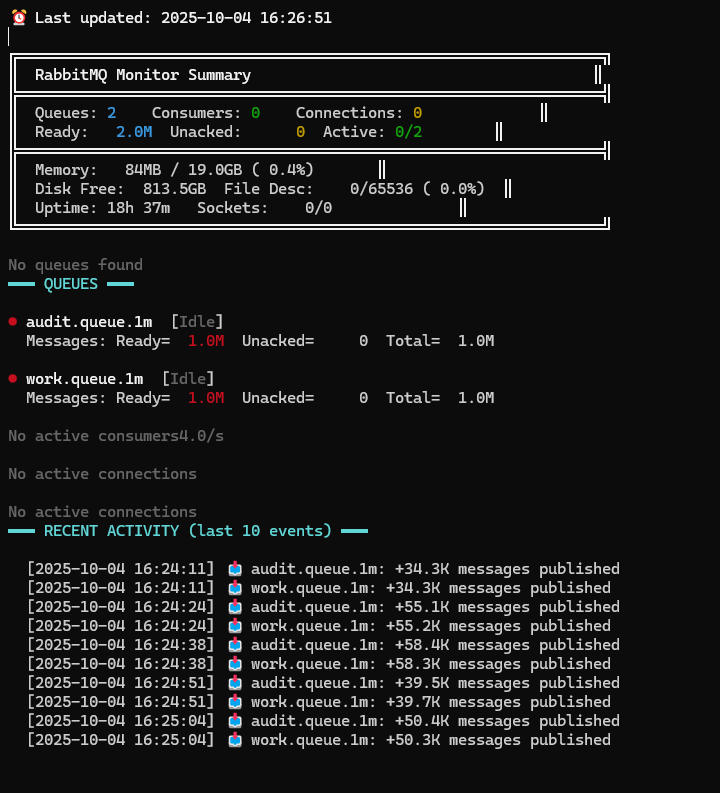 ⏰ Last updated: 2025-10-04 16:26:51
RabbitMQ Monitor Summary
Queues: 2    Consumers: 0    Connections: 0
Ready:   2.0M  Unacked:      0  Active: 0/2
Memory:   84MB / 19.0GB ( 0.4%)
Disk Free:  813.5GB  File Desc:    0/65536 ( 0.0%)
Uptime: 18h 37m   Sockets:    0/0
No queues found
━━━ QUEUES ━━━
● audit.queue.1m  [Idle]
Messages: Ready=  1.0M  Unacked=     0  Total=  1.0M
● work.queue.1m  [Idle]
Messages: Ready=  1.0M  Unacked=     0  Total=  1.0M
No active consumers4.0/s
No active connections
No active connections
━━━ RECENT ACTIVITY (last 10 events) ━━━
[2025-10-04 16:24:11] 📥 audit.queue.1m: +34.3K messages published
[2025-10-04 16:24:11] 📥 work.queue.1m: +34.3K messages published
[2025-10-04 16:24:24] 📥 audit.queue.1m: +55.1K messages published
[2025-10-04 16:24:24] 📥 work.queue.1m: +55.2K messages published
[2025-10-04 16:24:38] 📥 audit.queue.1m: +58.4K messages published
[2025-10-04 16:24:38] 📥 work.queue.1m: +58.3K messages published
[2025-10-04 16:24:51] 📥 audit.queue.1m: +39.5K messages published
[2025-10-04 16:24:51] 📥 work.queue.1m: +39.7K messages published
[2025-10-04 16:25:04] 📥 audit.queue.1m: +50.4K messages published
[2025-10-04 16:25:04] 📥 work.queue.1m: +50.3K messages published